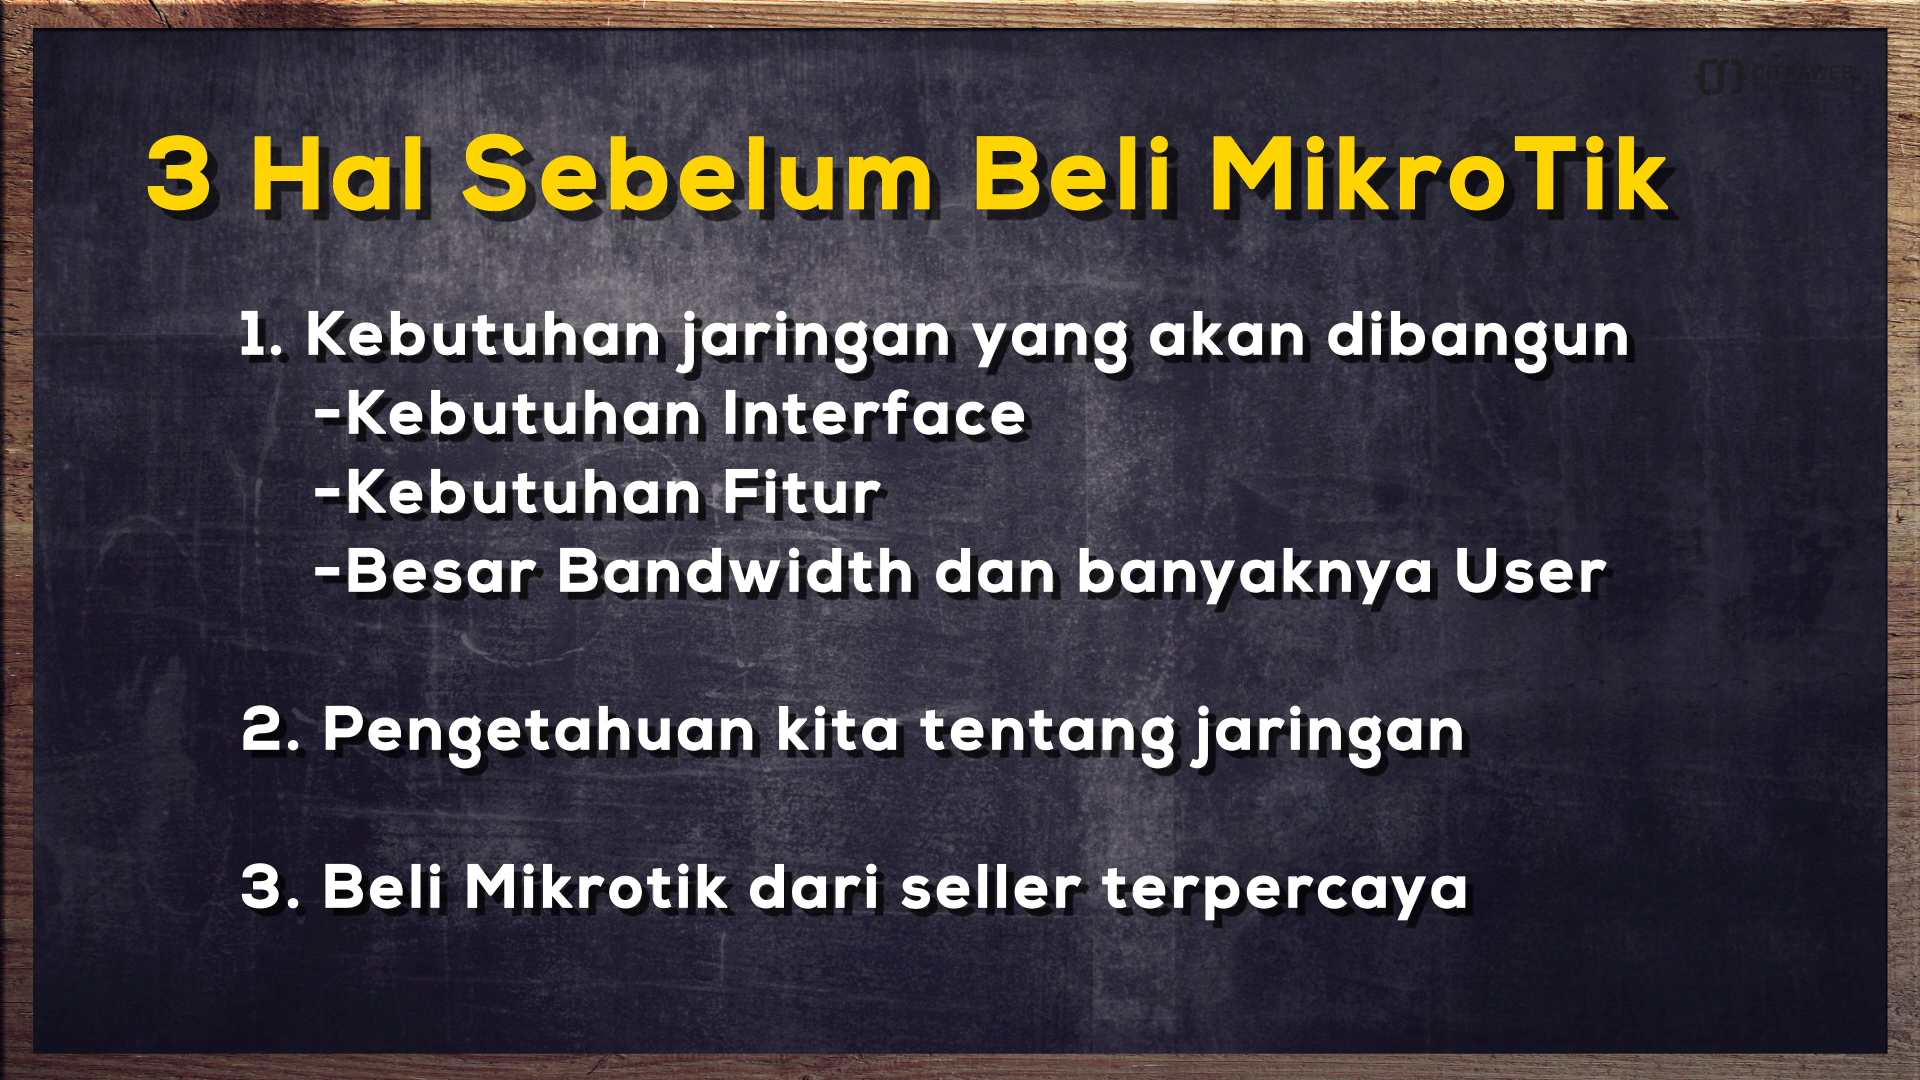 CITRAWEB
3 Hal Sebelum Beli MikroTik
1. Kebutuhan jaringan yang akan dibangun
-Kebutuhan Interface
-Kebutuhan Fitur
-Besar Bandwidth dan banyaknya User
2. Pengetahuan kita tentang jaringan
3. Beli Mikrotik dari seller terpercaya